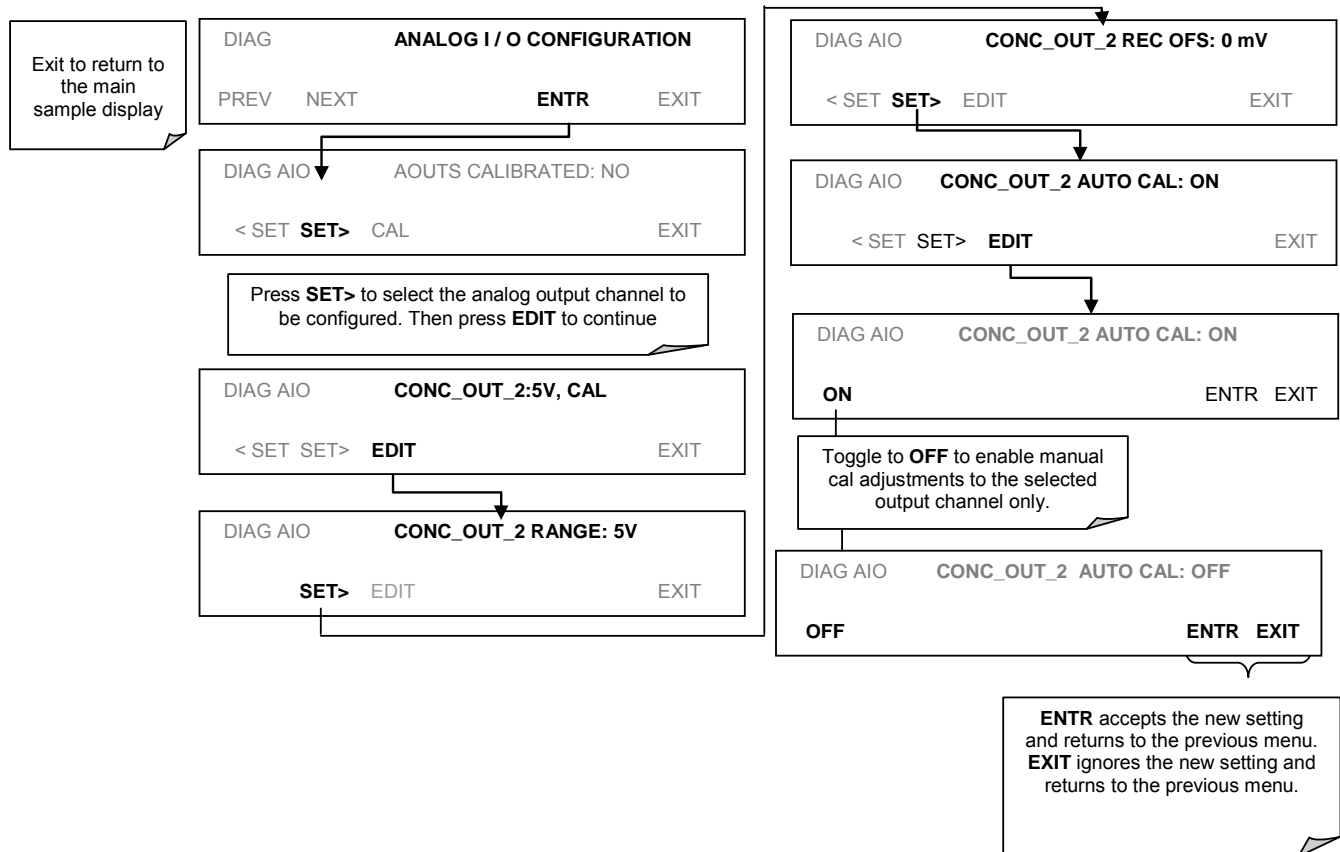 Exit to return to
the main
sample display
DIAG ANALOG I / O CONFIGURATION
PREV NEXT ENTR EXIT
DIAG AIO AOUTS CALIBRATED: NO
< SET SET> CAL EXIT
Press SET> to select the analog output channel to
be configured. Then press EDIT to continue
DIAG AIO CONC_OUT_2:5V, CAL
< SET SET> EDIT EXIT
DIAG AIO CONC_OUT_2 RANGE: 5V
SET> EDIT EXIT
DIAG AIO CONC_OUT_2 REC OFS: 0 mV
< SET SET> EDIT EXIT
DIAG AIO CONC_OUT_2 AUTO CAL: ON
< SET SET> EDIT EXIT
DIAG AIO CONC_OUT_2 AUTO CAL: ON
ON ENTR EXIT
Toggle to OFF to enable manual
cal adjustments to the selected
output channel only.
DIAG AIO CONC_OUT_2 AUTO CAL: OFF
OFF ENTR EXIT
ENTR accepts the new setting
and returns to the previous menu.
EXIT ignores the new setting and
returns to the previous menu.